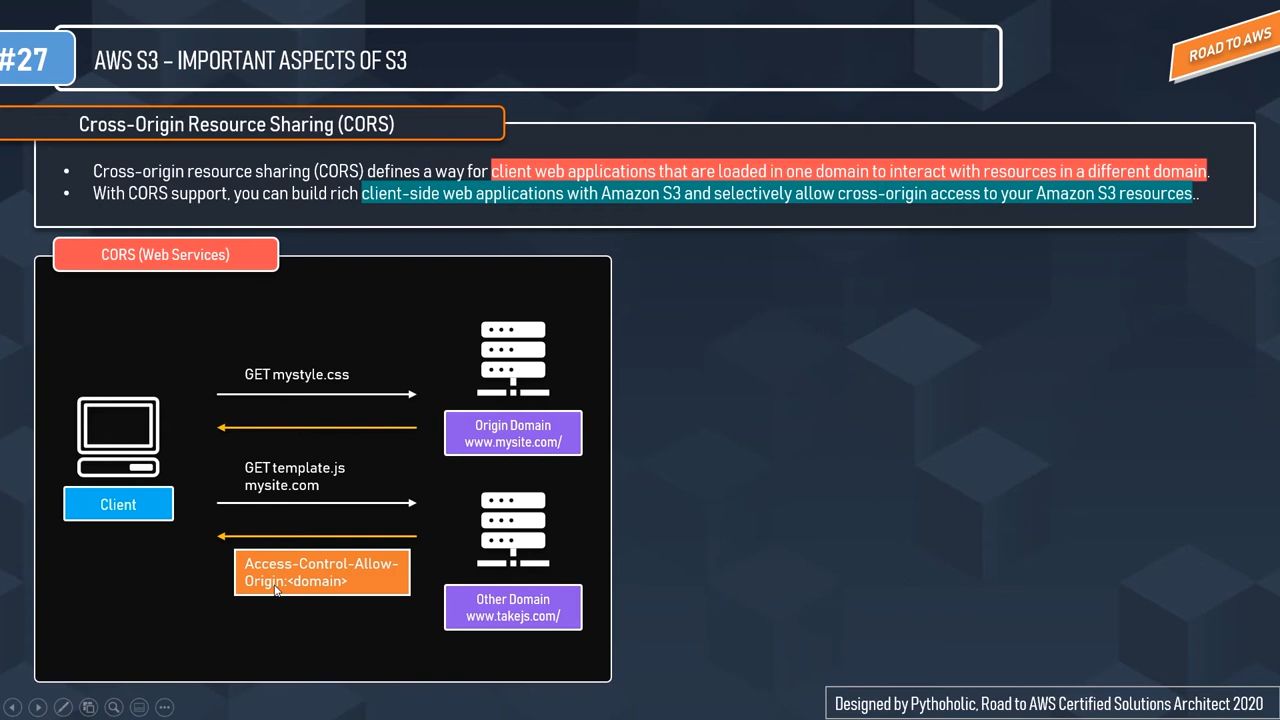 #27
AWS S3 – IMPORTANT ASPECTS OF S3
ROAD TO AWS
Cross-Origin Resource Sharing (CORS)
• Cross-origin resource sharing (CORS) defines a way for client web applications that are loaded in one domain to interact with resources in a different domain.
• With CORS support, you can build rich client-side web applications with Amazon S3 and selectively allow cross-origin access to your Amazon S3 resources..
CORS (Web Services)
GET mystyle.css
Origin Domain
www.mysite.com/
GET template.js
mysite.com
Client
Access-Control-Allow-
Origin:<domain>
Other Domain
www.takejs.com/
Designed by Pythoholic, Road to AWS Certified Solutions Architect 2020